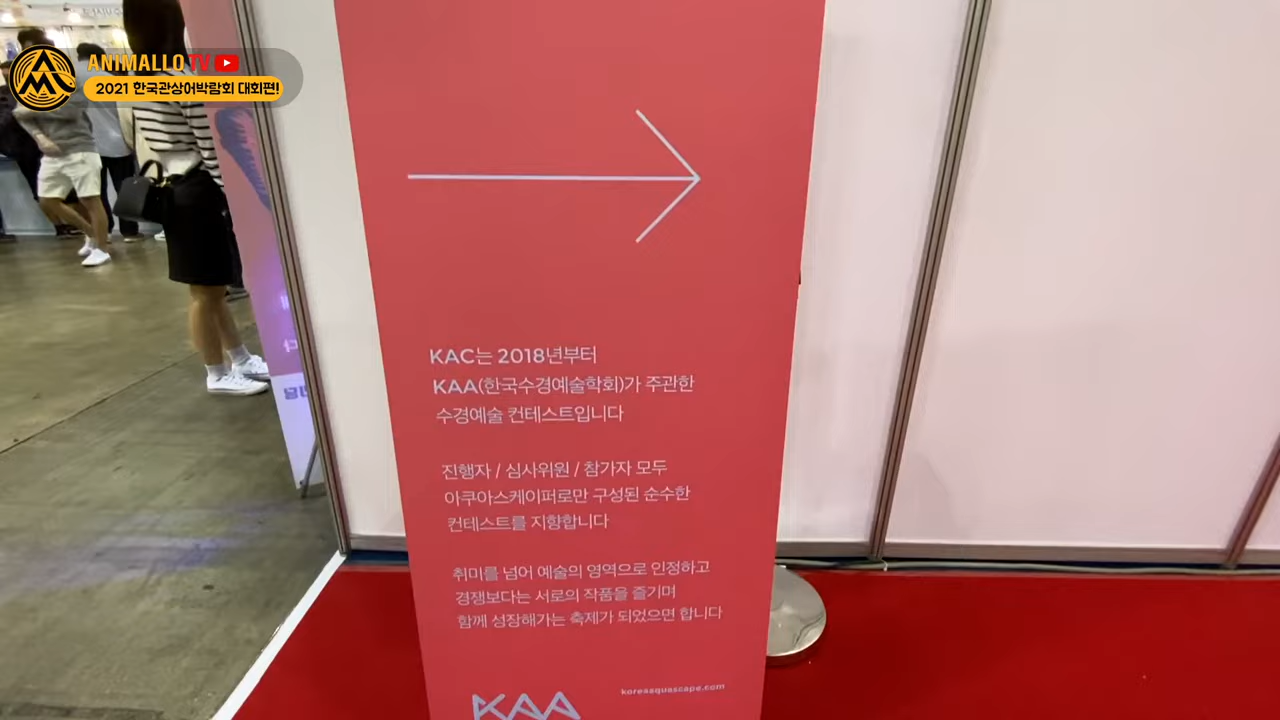 ANIMALLO TV
2021 한국관상어박람회 대회편!
KAC는 2018년부터
KAA(한국수경예술학회)가 주관한
수경예술 컨테스트입니다
진행자 / 심사위원 / 참가자 모두
아쿠아스케이퍼로만 구성된 순수한
컨테스트를 지향합니다
취미를 넘어 예술의 영역으로 인정하고
경쟁보다는 서로의 작품을 즐기며
함께 성장해가는 축제가 되었으면 합니다
koreaaquascape.com
KAA